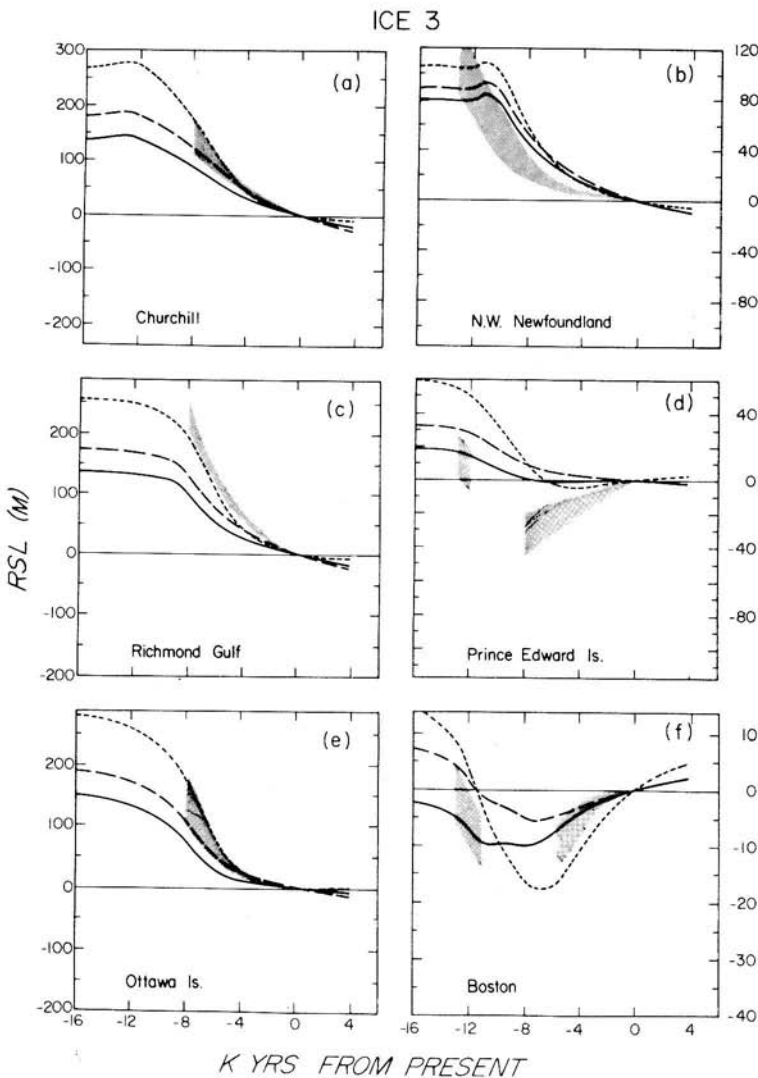 ICE 3
300
200
100
0
-100
-200
(a)
Churchill
(b)
N.W. Newfoundland
120
80
40
0
-40
-80
200
100
0
-100
-200
(c)
Richmond Gulf
(d)
Prince Edward Is.
40
0
-40
-80
RSL (M)
200
100
0
-100
-200
(e)
Ottawa Is.
(f)
Boston
10
0
-10
-20
-30
-40
-16 -12 -8 -4 0 4
-16 -12 -8 -4 0 4
K YRS FROM PRESENT